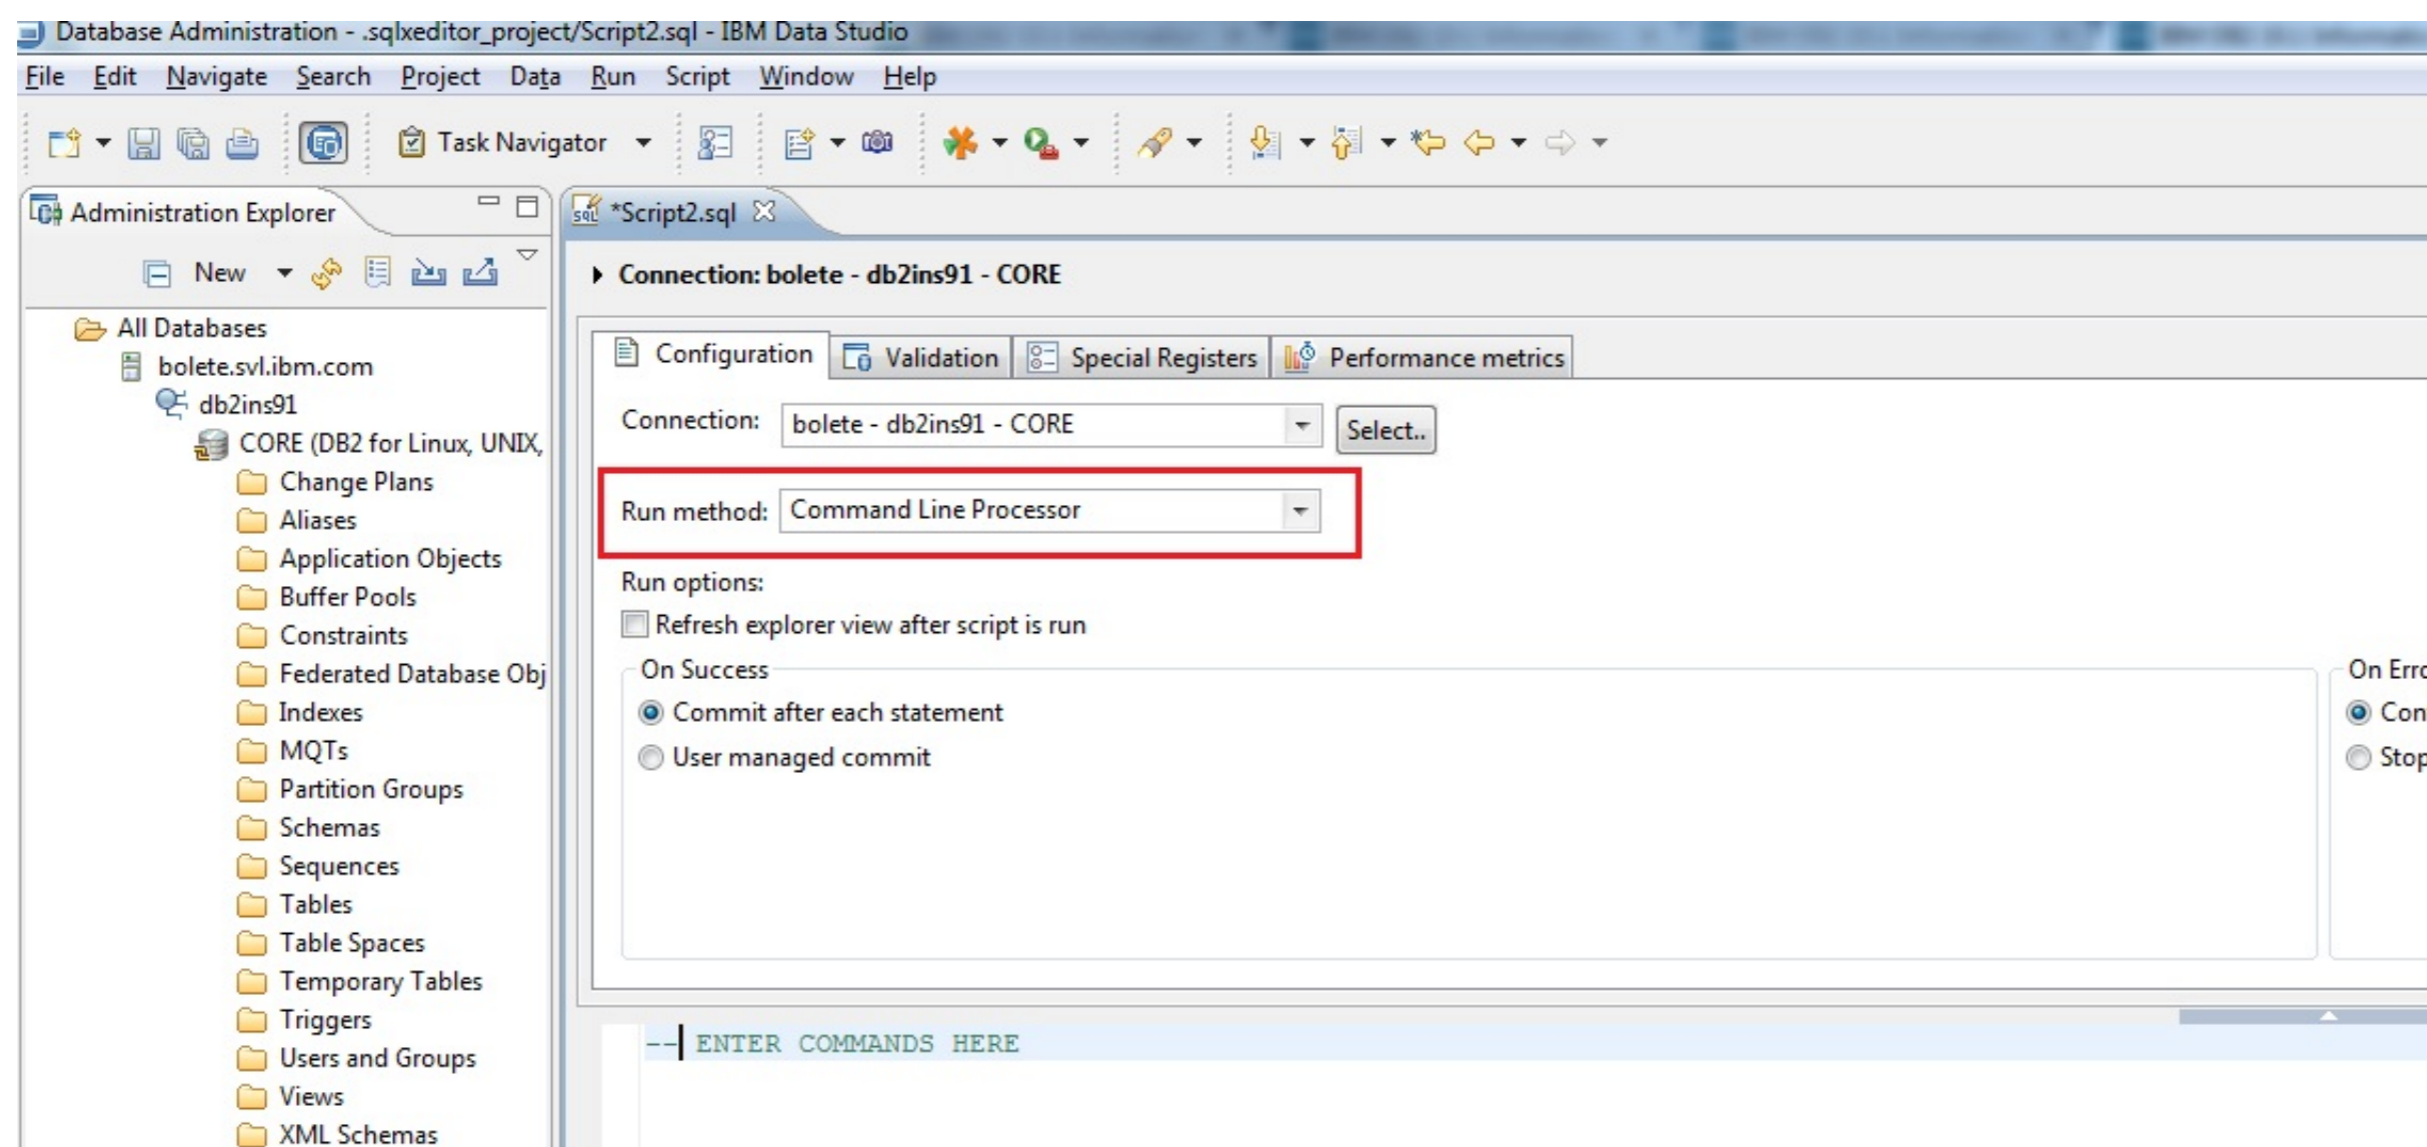 Database Administration - .sqlxeditor_project/Script2.sql - IBM Data Studio
File Edit Navigate Search Project Data Run Script Window Help
Task Navigator
Administration Explorer
*Script2.sql
New
Connection: bolete - db2ins91 - CORE
All Databases
bolete.svl.ibm.com
db2ins91
CORE (DB2 for Linux, UNIX,
Change Plans
Aliases
Application Objects
Buffer Pools
Constraints
Federated Database Obj
Indexes
MQTs
Partition Groups
Schemas
Sequences
Tables
Table Spaces
Temporary Tables
Triggers
Users and Groups
Views
XML Schemas
Configuration Validation Special Registers Performance metrics
Connection: bolete - db2ins91 - CORE Select..
Run method: Command Line Processor
Run options:
Refresh explorer view after script is run
On Success
Commit after each statement
User managed commit
On Erro
Con
Stop
-- ENTER COMMANDS HERE